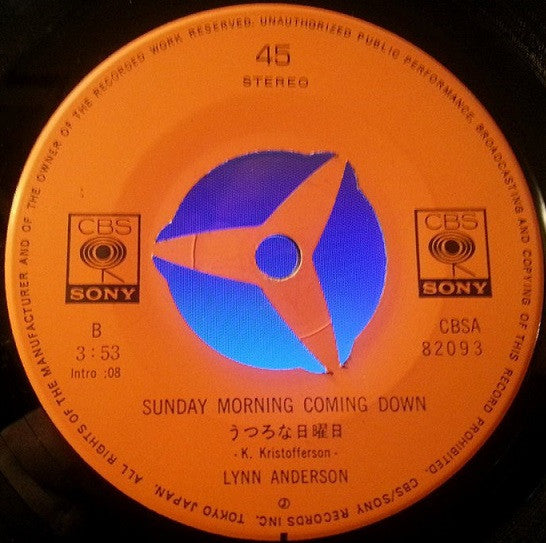 ALL RIGHTS OF THE MANUFACTURER AND OF THE OWNER OF THE RECORDED WORK RESERVED. UNAUTHORIZED PUBLIC PERFORMANCE, BROADCASTING AND COPYING OF THIS RECORD PROHIBITED.
45
STEREO
CBS
SONY
CBS
SONY
B
3:53
Intro :08
CBSA
82093
SUNDAY MORNING COMING DOWN
うつろな日曜日
- K. Kristofferson -
LYNN ANDERSON
Ⓟ
CBS/SONY RECORDS INC. TOKYO JAPAN.